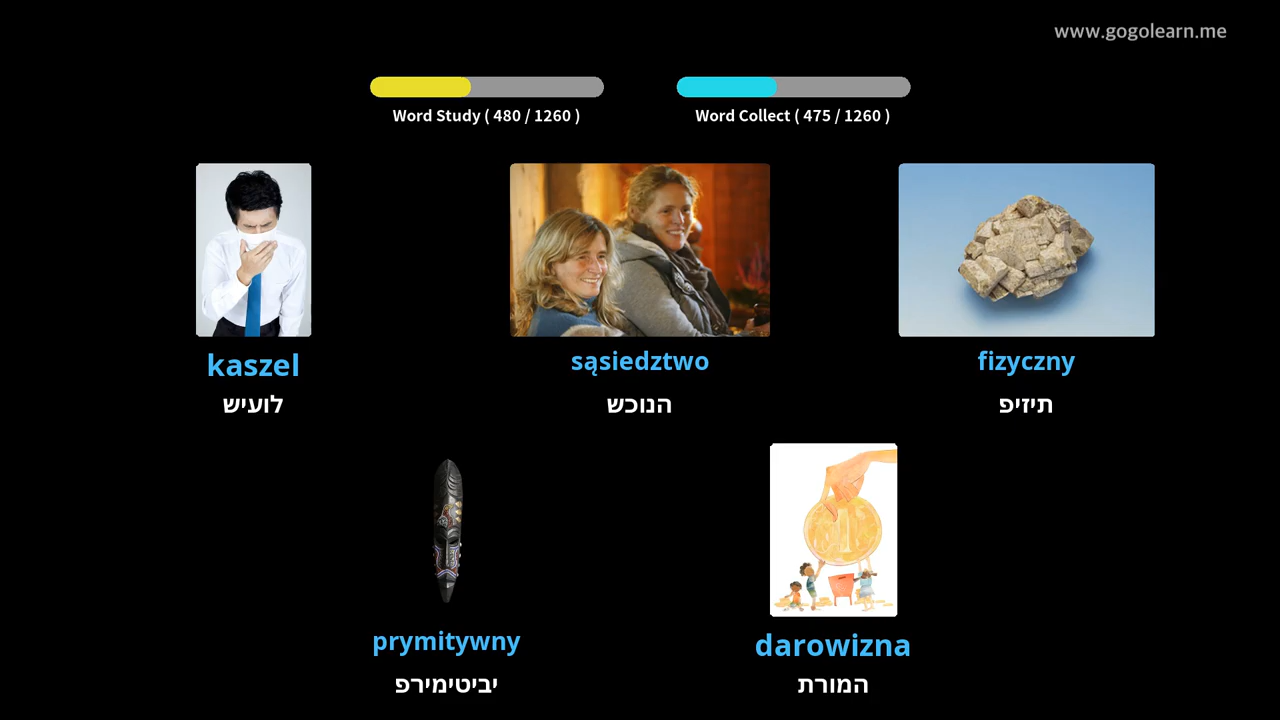 www.gogolearn.me
Word Study ( 480 / 1260 )
Word Collect ( 475 / 1260 )
kaszel
לועיש
sąsiedztwo
הנוכש
fizyczny
תיזיפ
prymitywny
יביטימירפ
darowizna
המורת